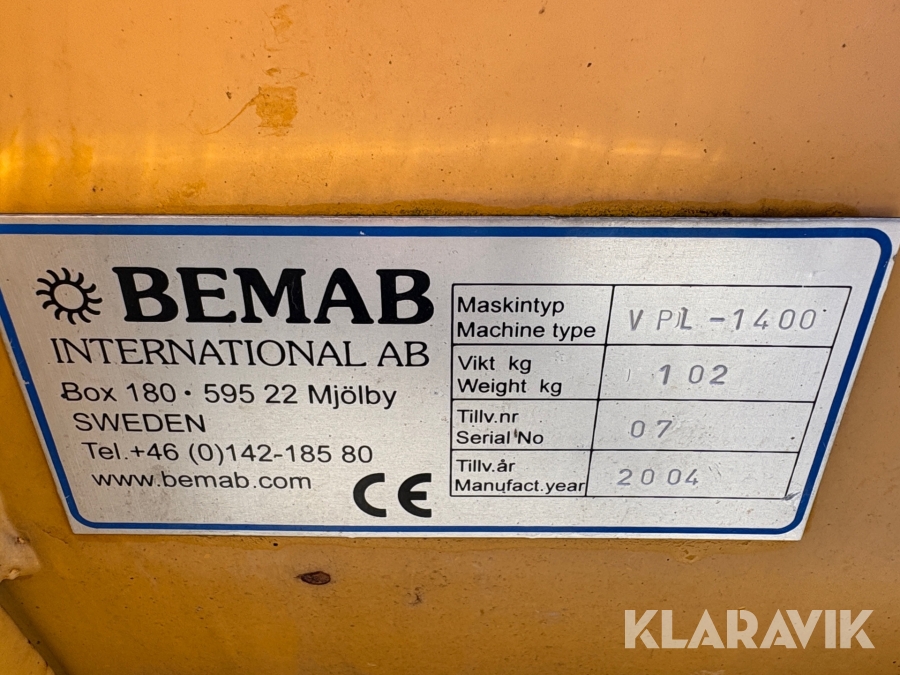 BEMAB
INTERNATIONAL AB
Box 180 · 595 22 Mjölby
SWEDEN
Tel.+46 (0)142-185 80
www.bemab.com
CE
Maskintyp
Machine type
VPL-1400
Vikt kg
Weight kg
102
Tillv.nr
Serial No
07
Tillv.år
Manufact.year
2004
KLARAVIK